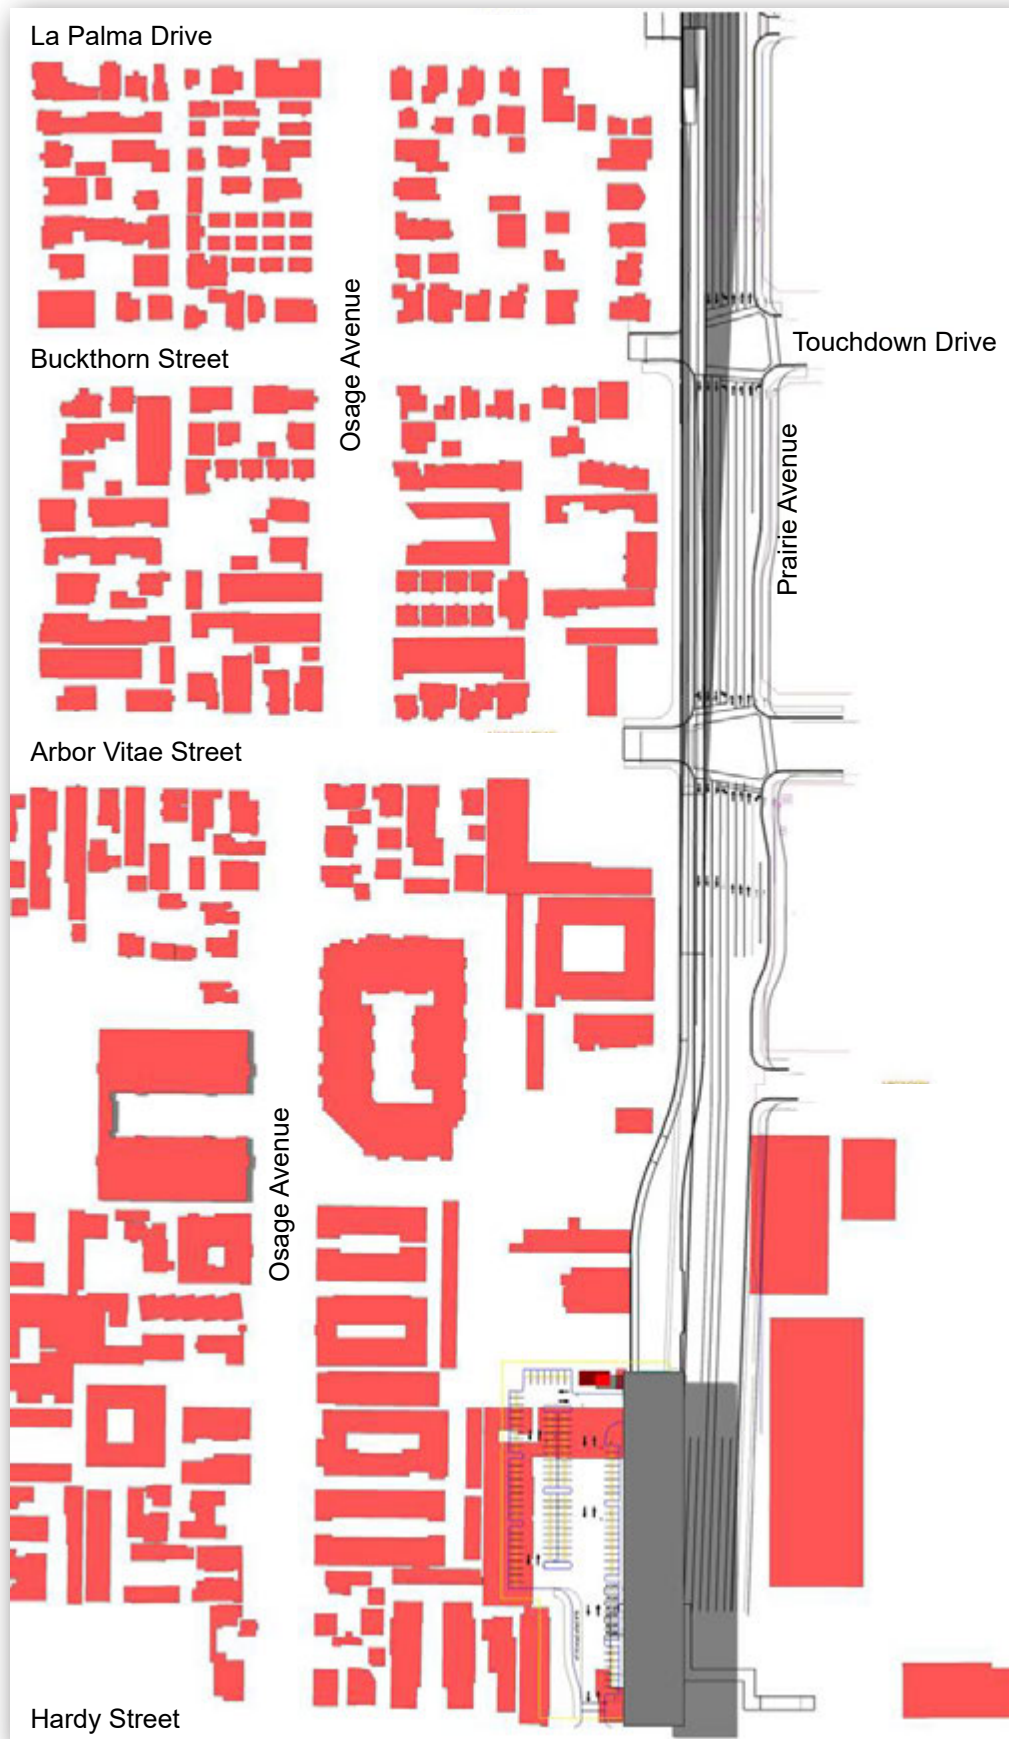 La Palma Drive
Osage Avenue
Touchdown Drive
Buckthorn Street
Prairie Avenue
Arbor Vitae Street
Osage Avenue
Hardy Street